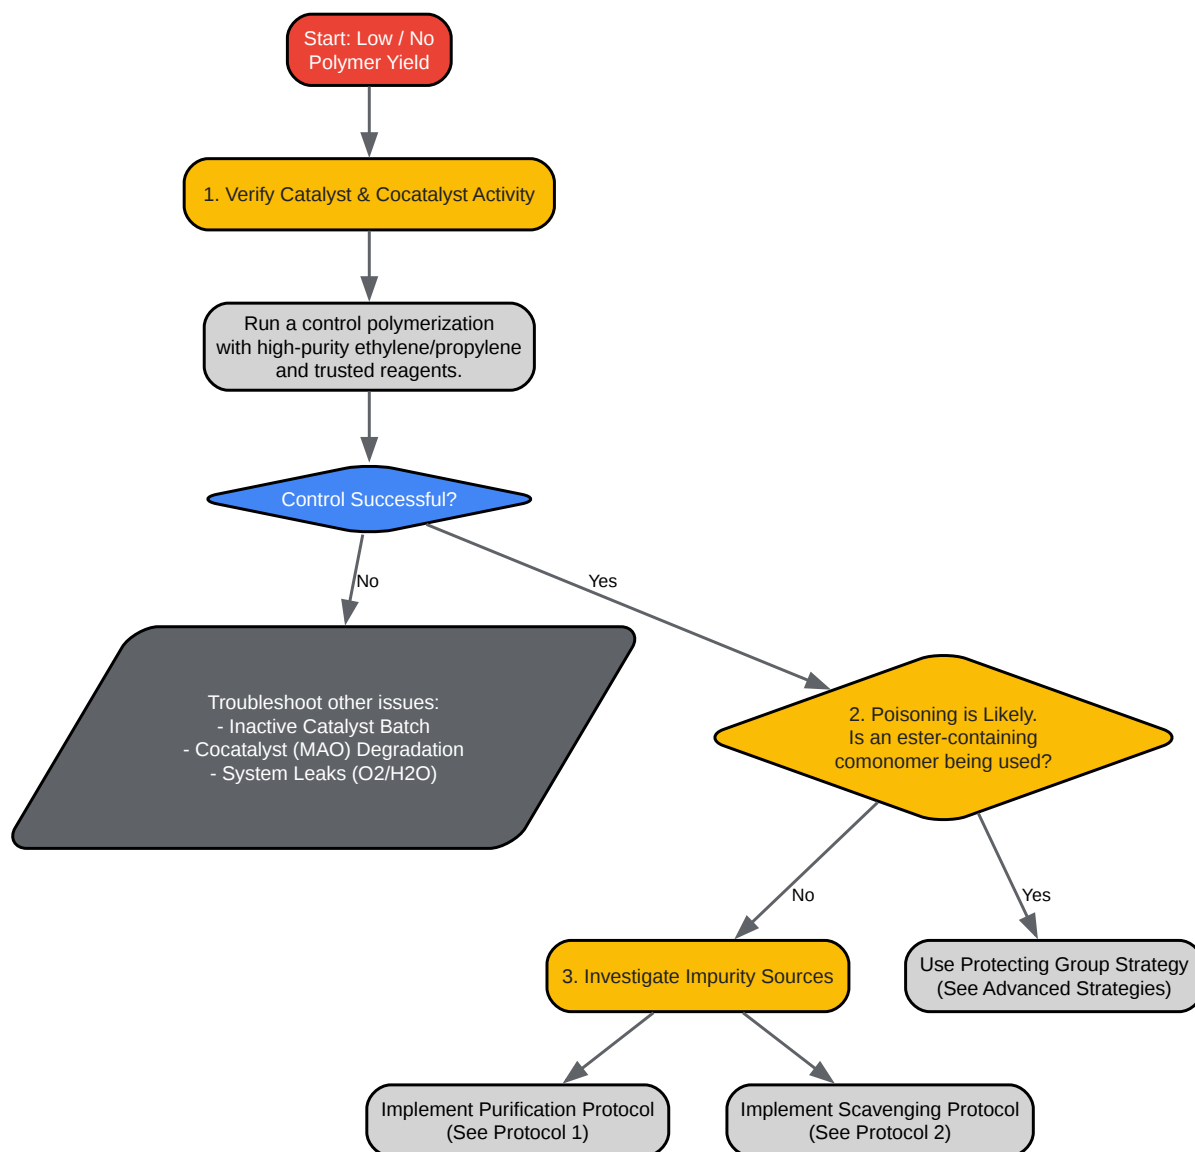 Start: Low / No
Polymer Yield
1. Verify Catalyst & Cocatalyst Activity
Run a control polymerization
with high-purity ethylene/propylene
and trusted reagents.
Control Successful?
No
Yes
Troubleshoot other issues:
- Inactive Catalyst Batch
- Cocatalyst (MAO) Degradation
- System Leaks (O2/H2O)
2. Poisoning is Likely.
Is an ester-containing
comonomer being used?
No
Yes
3. Investigate Impurity Sources
Use Protecting Group Strategy
(See Advanced Strategies)
Implement Purification Protocol
(See Protocol 1)
Implement Scavenging Protocol
(See Protocol 2)